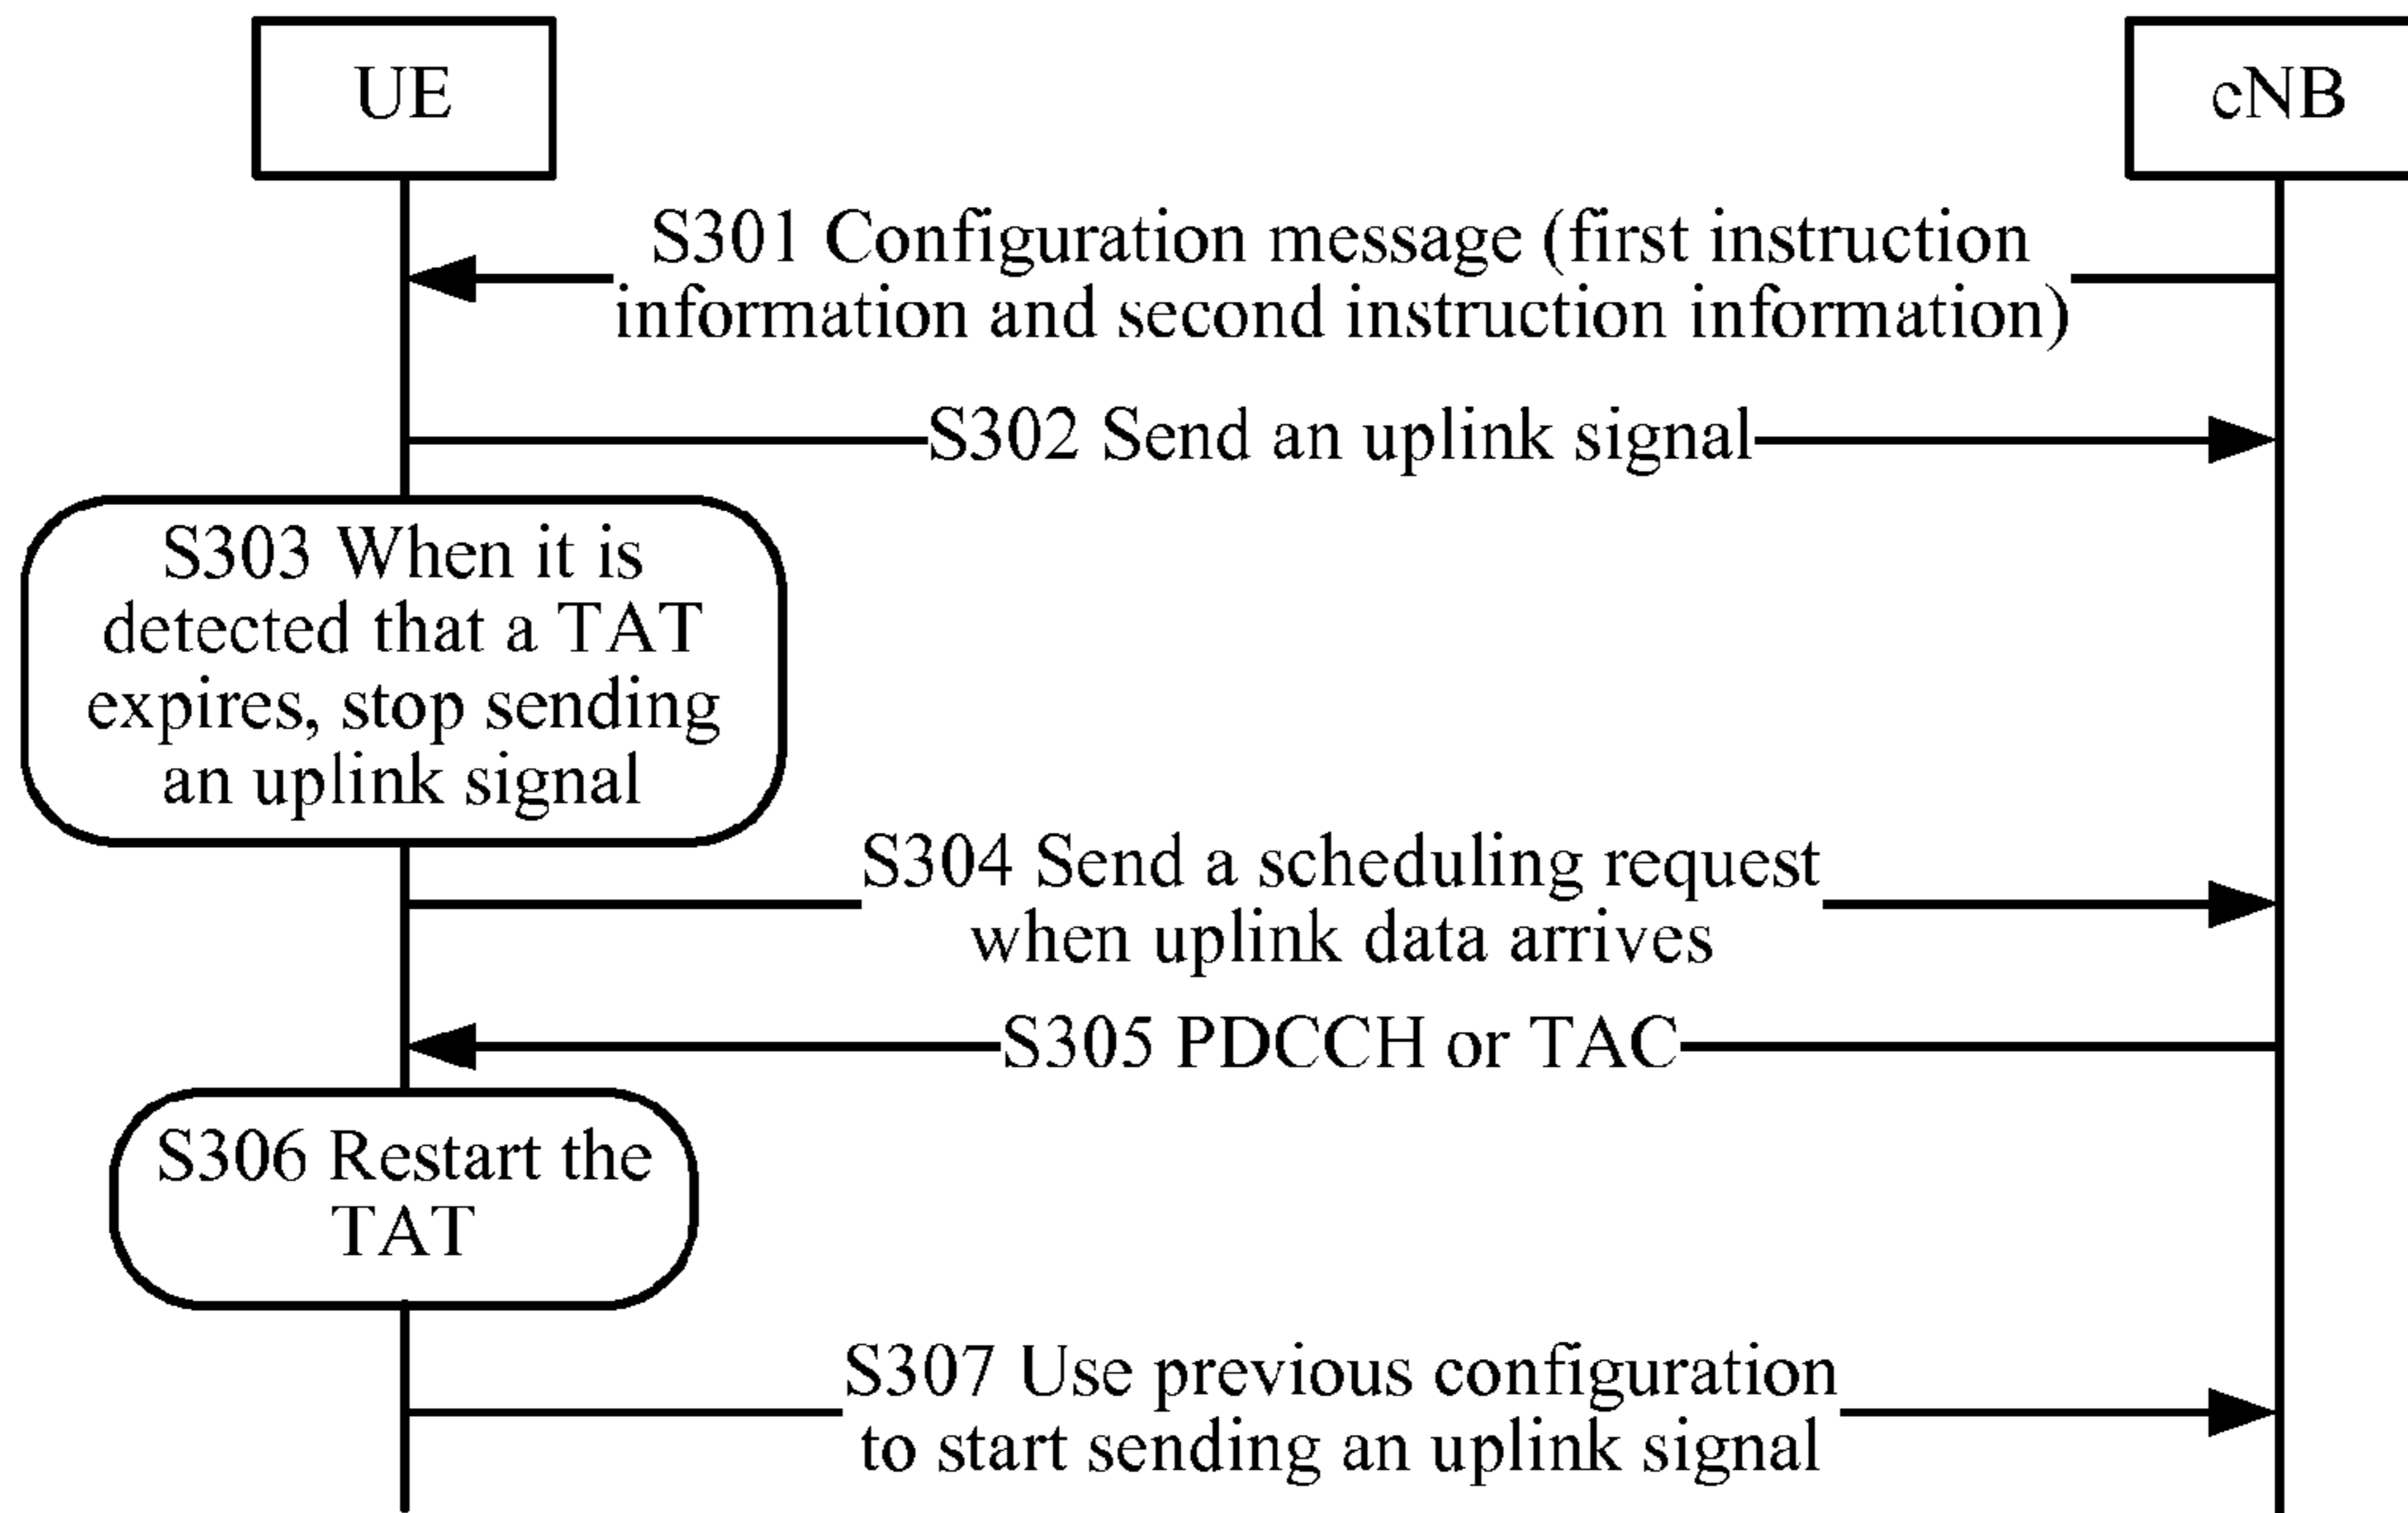 UE
cNB
S301 Configuration message (first instruction
information and second instruction information)
S302 Send an uplink signal
S303 When it is
detected that a TAT
expires, stop sending
an uplink signal
S304 Send a scheduling request
when uplink data arrives
S305 PDCCH or TAC
S306 Restart the
TAT
S307 Use previous configuration
to start sending an uplink signal